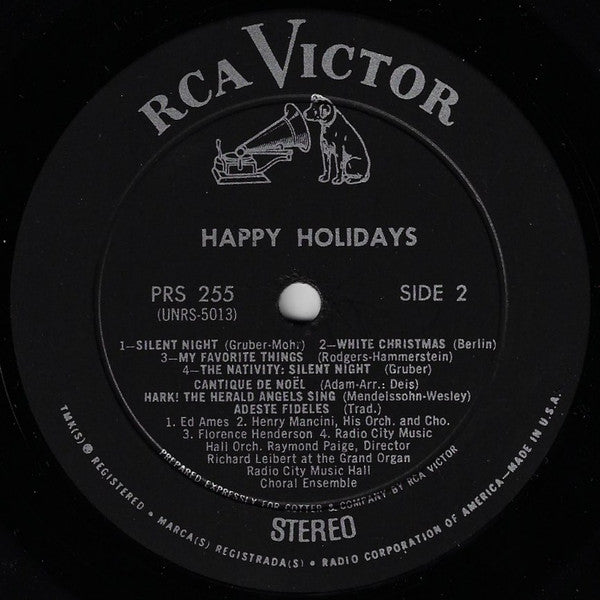 RCA VICTOR
HAPPY HOLIDAYS
PRS 255
(UNRS-5013)
SIDE 2
1—SILENT NIGHT (Gruber-Mohr) 2—WHITE CHRISTMAS (Berlin)
3—MY FAVORITE THINGS (Rodgers-Hammerstein)
4—THE NATIVITY: SILENT NIGHT (Gruber)
CANTIQUE DE NOËL (Adam-Arr.: Deis)
HARK! THE HERALD ANGELS SING (Mendelssohn-Wesley)
ADESTE FIDELES (Trad.)
1. Ed Ames 2. Henry Mancini, His Orch. and Cho.
3. Florence Henderson 4. Radio City Music
Hall Orch. Raymond Paige, Director
Richard Leibert at the Grand Organ
Radio City Music Hall
Choral Ensemble
PREPARED EXPRESSLY FOR COTTER & COMPANY BY RCA VICTOR
STEREO
TMK(S) ® REGISTERED • MARCA(S) REGISTRADA(S) • RADIO CORPORATION OF AMERICA—MADE IN U.S.A.